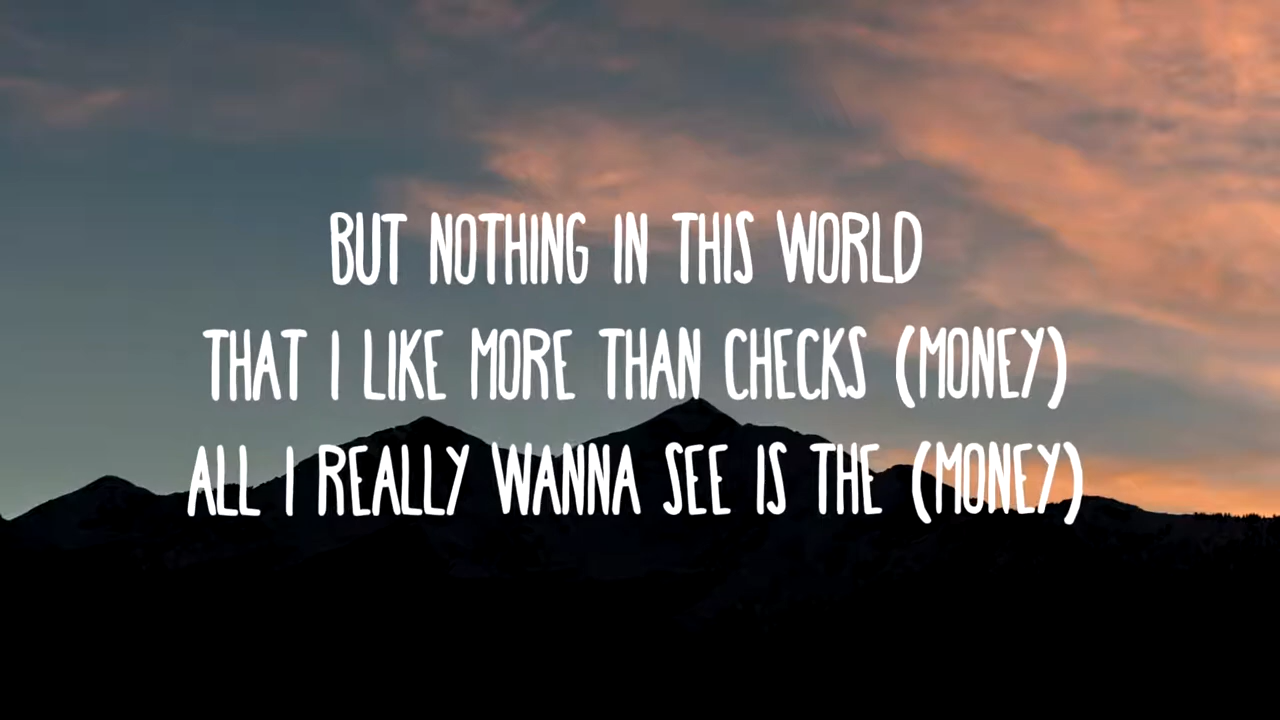 BUT NOTHING IN THIS WORLD
THAT I LIKE MORE THAN CHECKS (MONEY)
ALL I REALLY WANNA SEE IS THE (MONEY)